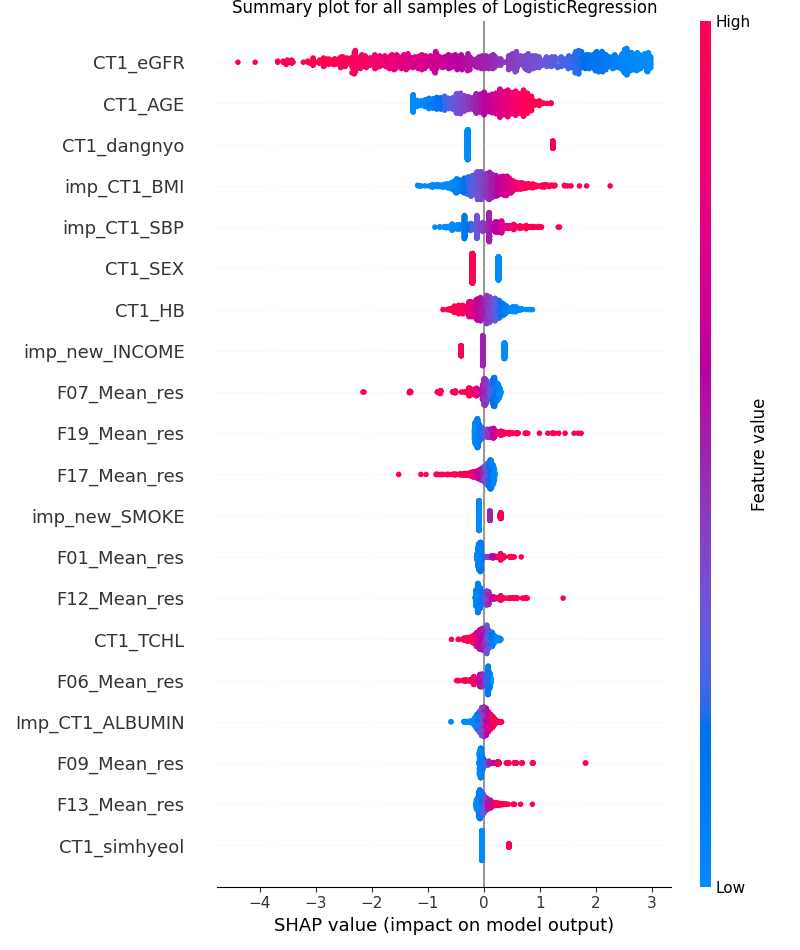 Summary plot for all samples of LogisticRegression
High
CT1_eGFR
CT1_AGE
CT1_dangnyo
imp_CT1_BMI
imp_CT1_SBP
CT1_SEX
CT1_HB
imp_new_INCOME
F07_Mean_res
F19_Mean_res
F17_Mean_res
imp_new_SMOKE
F01_Mean_res
F12_Mean_res
CT1_TCHL
F06_Mean_res
Imp_CT1_ALBUMIN
F09_Mean_res
F13_Mean_res
CT1_simhyeol
Feature value
Low
−4 −3 −2 −1 0 1 2 3
SHAP value (impact on model output)